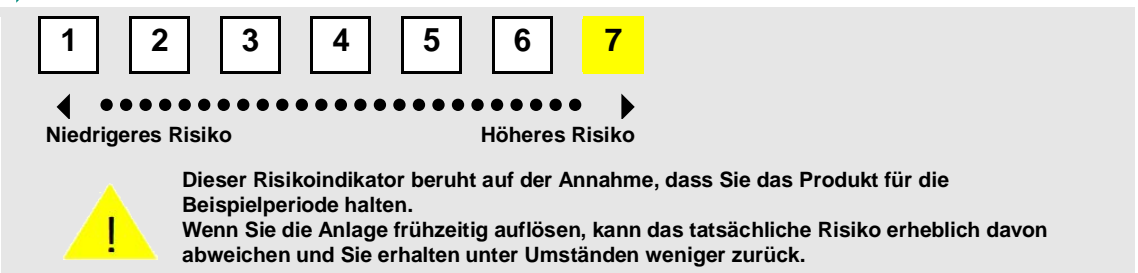 1 2 3 4 5 6 7
Niedrigeres Risiko Höheres Risiko
!
Dieser Risikoindikator beruht auf der Annahme, dass Sie das Produkt für die
Beispielperiode halten.
Wenn Sie die Anlage frühzeitig auflösen, kann das tatsächliche Risiko erheblich davon
abweichen und Sie erhalten unter Umständen weniger zurück.